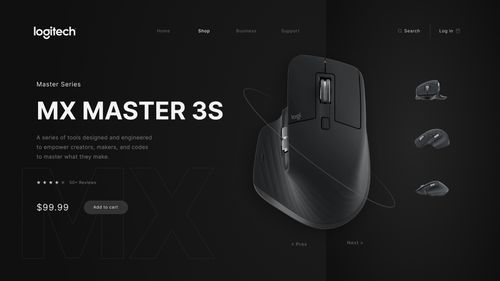 logitech
Home Shop Business Support
Search Log in
Master Series
MX MASTER 3S
A series of tools designed and engineered
to empower creators, makers, and codes
to master what they make.
50+ Reviews
$99.99 Add to cart
MX
logi
< Prev Next >